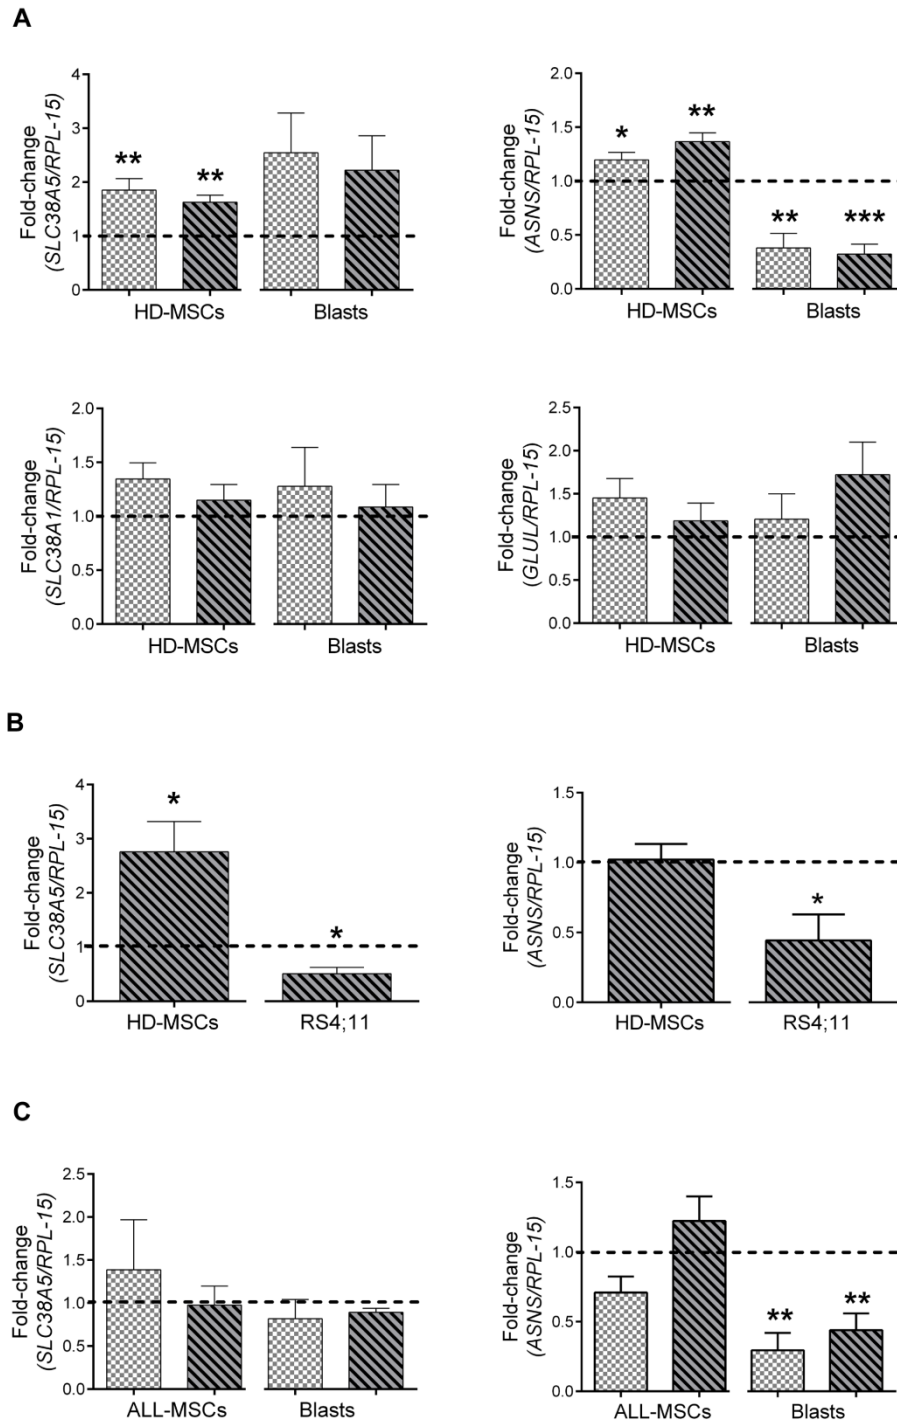 A
Fold-change
(SLC38A5/RPL-15)
4
3
2
1
0
**
**
HD-MSCs
Blasts
Fold-change
(ASNS/RPL-15)
2.0
1.5
1.0
0.5
0.0
*
**
**
***
HD-MSCs
Blasts
Fold-change
(SLC38A1/RPL-15)
2.0
1.5
1.0
0.5
0.0
HD-MSCs
Blasts
Fold-change
(GLUL/RPL-15)
2.5
2.0
1.5
1.0
0.5
0.0
HD-MSCs
Blasts
B
Fold-change
(SLC38A5/RPL-15)
4
3
2
1
0
*
*
HD-MSCs
RS4;11
Fold-change
(ASNS/RPL-15)
1.5
1.0
0.5
0.0
*
HD-MSCs
RS4;11
C
Fold-change
(SLC38A5/RPL-15)
2.5
2.0
1.5
1.0
0.5
0.0
ALL-MSCs
Blasts
Fold-change
(ASNS/RPL-15)
1.5
1.0
0.5
0.0
**
**
ALL-MSCs
Blasts